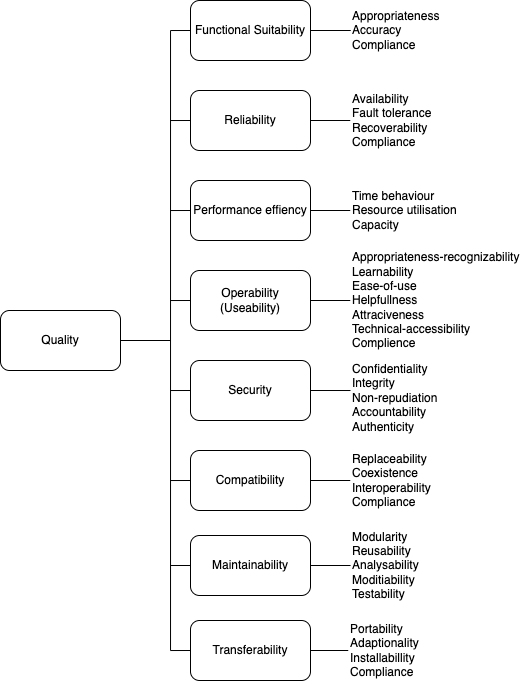 Functional Suitability
Appropriateness
Accuracy
Compliance
Reliability
Availability
Fault tolerance
Recoverability
Compliance
Performance effiency
Time behaviour
Resource utilisation
Capacity
Operability
(Useability)
Appropriateness-recognizability
Learnability
Ease-of-use
Helpfullness
Attraciveness
Technical-accessibility
Complience
Quality
Security
Confidentiality
Integrity
Non-repudiation
Accountability
Authenticity
Compatibility
Replaceability
Coexistence
Interoperability
Compliance
Maintainability
Modularity
Reusability
Analysability
Moditiability
Testability
Transferability
Portability
Adaptionality
Installabillity
Compliance